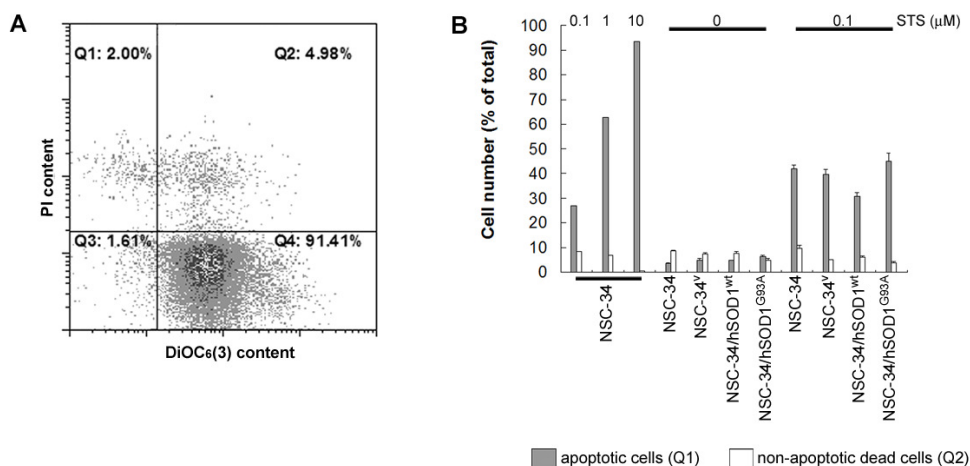 A
Q1: 2.00%
Q2: 4.98%
Q3: 1.61%
Q4: 91.41%
PI content
DiOC₆(3) content
B
0.1 1 10 0 0.1 STS (μM)
Cell number (% of total)
100
90
80
70
60
50
40
30
20
10
0
NSC-34
NSC-34
NSC-34ᵛ
NSC-34/hSOD1ʷᵗ
NSC-34/hSOD1ᴳ⁹³ᴬ
NSC-34
NSC-34ᵛ
NSC-34/hSOD1ʷᵗ
NSC-34/hSOD1ᴳ⁹³ᴬ
apoptotic cells (Q1) non-apoptotic dead cells (Q2)